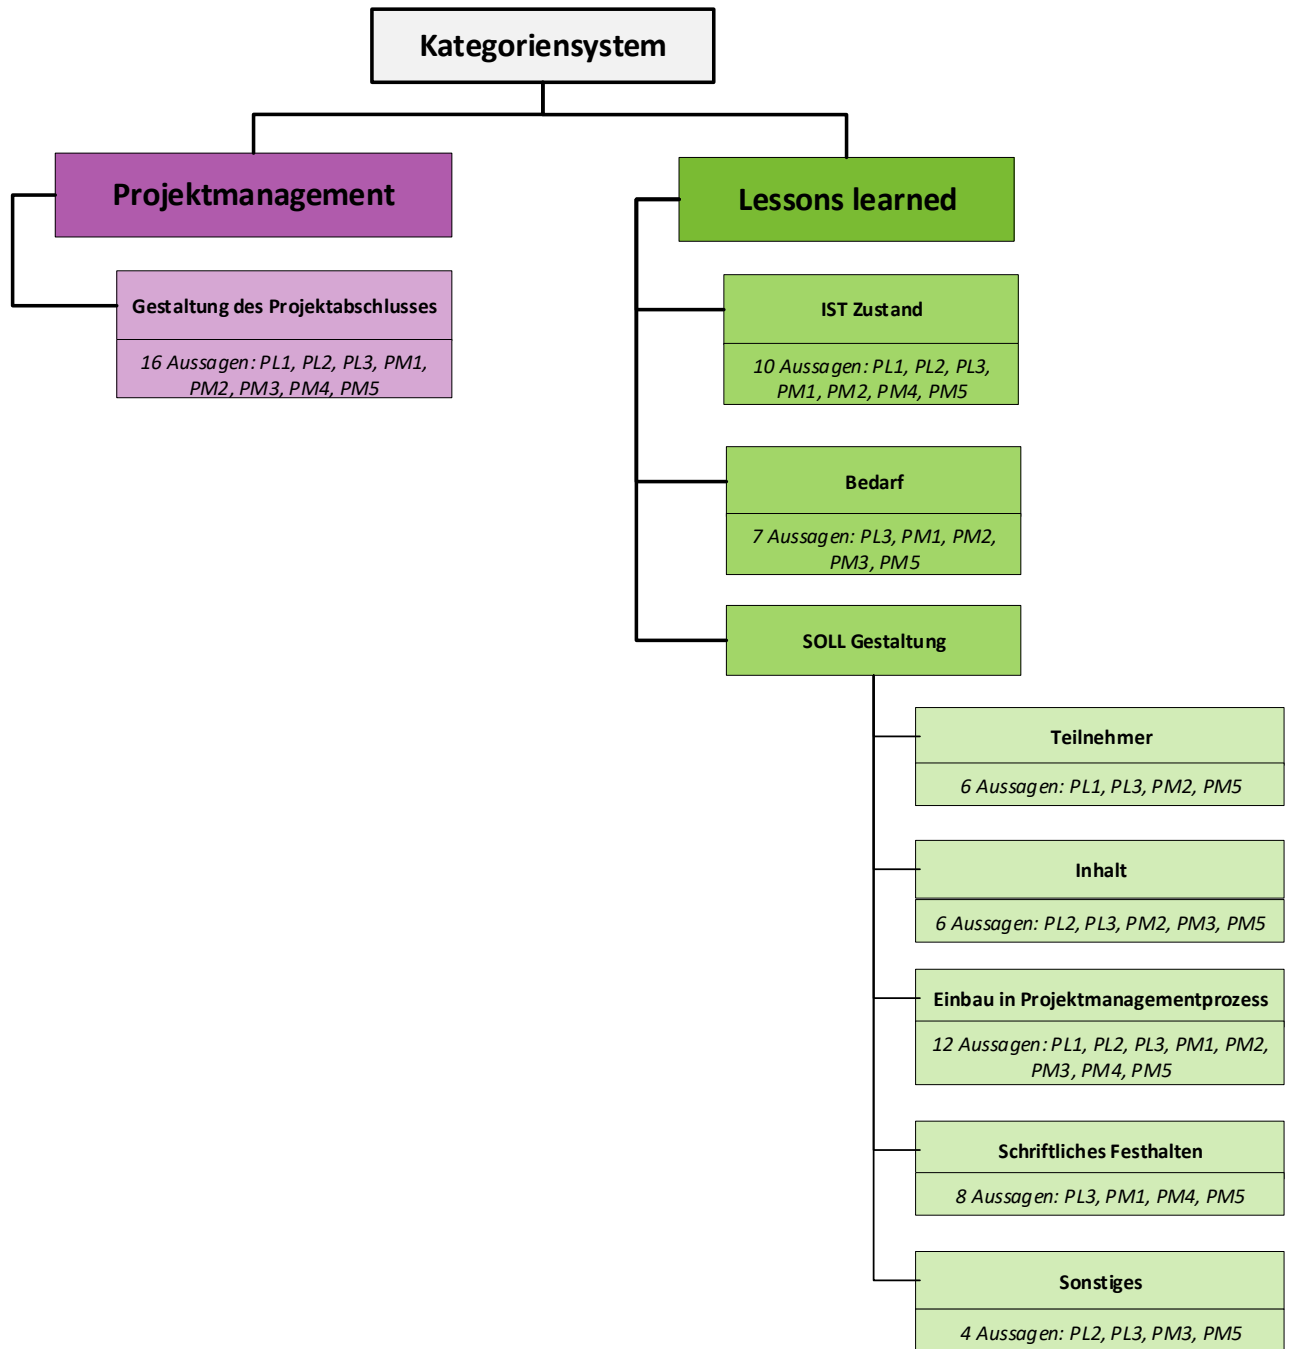 Kategoriensystem
Projektmanagement
Gestaltung des Projektabschlusses
16 Aussagen: PL1, PL2, PL3, PM1,
PM2, PM3, PM4, PM5
Lessons learned
IST Zustand
10 Aussagen: PL1, PL2, PL3,
PM1, PM2, PM4, PM5
Bedarf
7 Aussagen: PL3, PM1, PM2,
PM3, PM5
SOLL Gestaltung
Teilnehmer
6 Aussagen: PL1, PL3, PM2, PM5
Inhalt
6 Aussagen: PL2, PL3, PM2, PM3, PM5
Einbau in Projektmanagementprozess
12 Aussagen: PL1, PL2, PL3, PM1, PM2,
PM3, PM4, PM5
Schriftliches Festhalten
8 Aussagen: PL3, PM1, PM4, PM5
Sonstiges
4 Aussagen: PL2, PL3, PM3, PM5